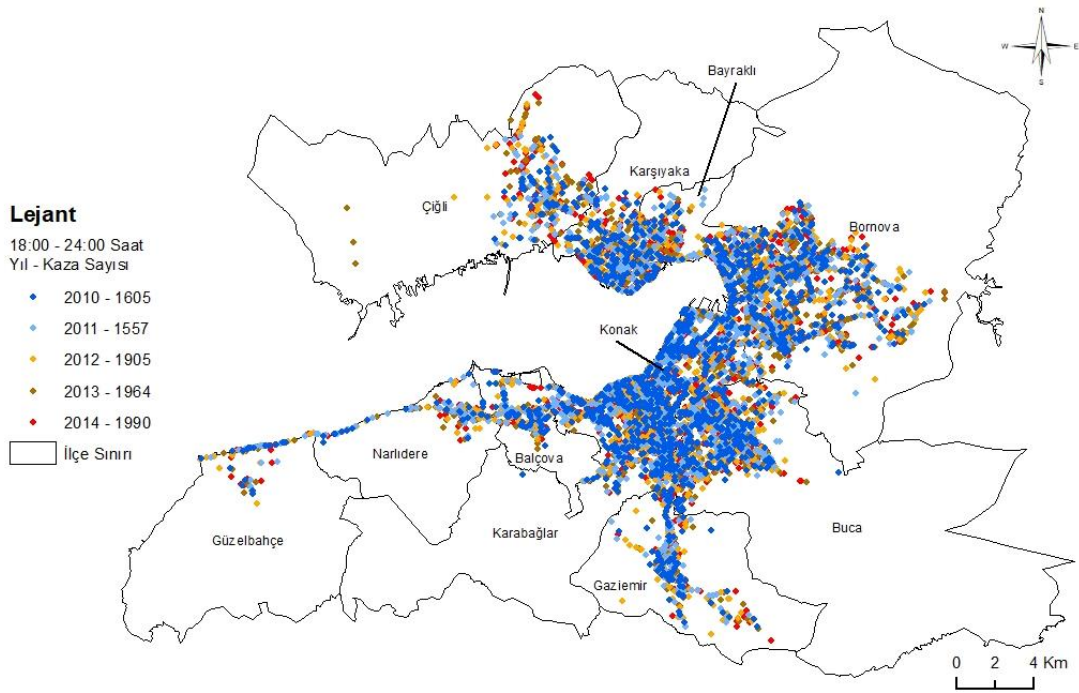 N
W E
S
Bayraklı
Karşıyaka
Çiğli
Bornova
Lejant
18:00 - 24:00 Saat
Yıl - Kaza Sayısı
2010 - 1605
2011 - 1557
2012 - 1905
2013 - 1964
2014 - 1990
İlçe Sınırı
Konak
Narlıdere
Balçova
Güzelbahçe
Karabağlar
Buca
Gaziemir
0 2 4 Km